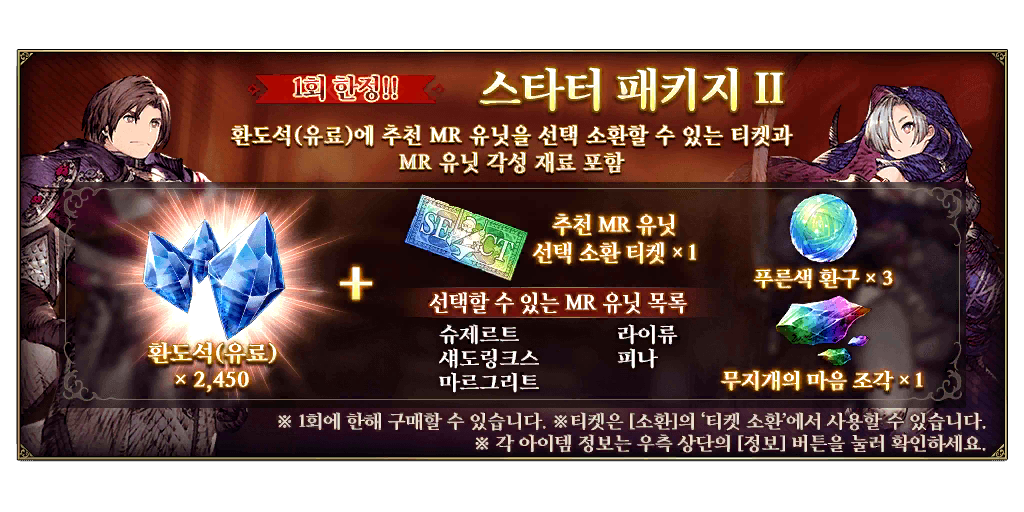 1회 한정!!
스타터 패키지 II
환도석(유료)에 추천 MR 유닛을 선택 소환할 수 있는 티켓과
MR 유닛 각성 재료 포함
SELECT
추천 MR 유닛
선택 소환 티켓 ×1
푸른색 환구 × 3
+
선택할 수 있는 MR 유닛 목록
슈제르트
라이류
섀도링크스
피나
마르그리트
환도석(유료)
× 2,450
무지개의 마음 조각 ×1
※ 1회에 한해 구매할 수 있습니다. ※티켓은 [소환]의 '티켓 소환'에서 사용할 수 있습니다.
※ 각 아이템 정보는 우측 상단의 [정보] 버튼을 눌러 확인하세요.